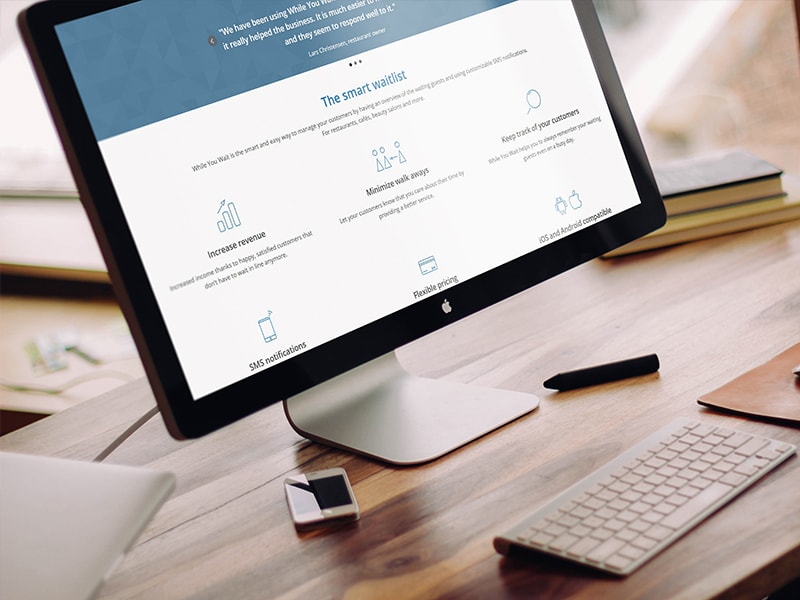 "We have been using While You Wait
it really helped the business. It is much easier to
and they seem to respond well to it."
Lars Christensen, restaurant owner
The smart waitlist
While You Wait is the smart and easy way to manage your customers by having an overview of the waiting guests and using customizable SMS notifications.
For restaurants, cafés, beauty salons and more.
Increase revenue
Increased income thanks to happy, satisfied customers that
don't have to wait in line anymore.
Minimize walk aways
Let your customers know that you care about their time by
providing a better service.
Keep track of your customers
While You Wait helps you to always remember your waiting
guests even on a busy day.
SMS notifications
Flexible pricing
iOS and Android compatible